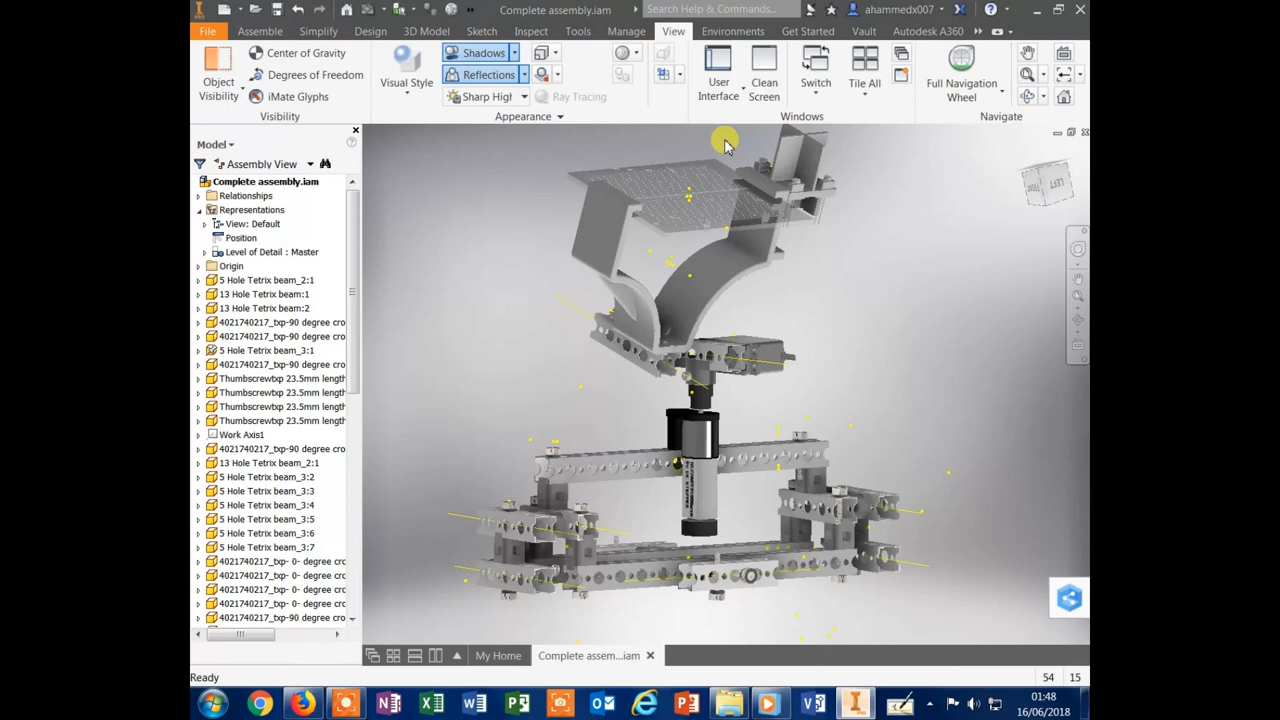 Complete assembly.iam
Search Help & Commands...
ahammedx007
File
Assemble
Simplify
Design
3D Model
Sketch
Inspect
Tools
Manage
View
Environments
Get Started
Vault
Autodesk A360
Object Visibility
Center of Gravity
Degrees of Freedom
iMate Glyphs
Visibility
Visual Style
Shadows
Reflections
Sharp High
Ray Tracing
Appearance
User Interface
Clean Screen
Switch
Tile All
Windows
Full Navigation Wheel
Navigate
Model
Assembly View
Complete assembly.iam
Relationships
Representations
View: Default
Position
Level of Detail : Master
Origin
5 Hole Tetrix beam_2:1
13 Hole Tetrix beam:1
13 Hole Tetrix beam:2
4021740217_txp-90 degree cro
4021740217_txp-90 degree cro
5 Hole Tetrix beam_3:1
4021740217_txp-90 degree cro
Thumbscrewtxp 23.5mm length
Thumbscrewtxp 23.5mm length
Thumbscrewtxp 23.5mm length
Thumbscrewtxp 23.5mm length
Work Axis1
4021740217_txp-90 degree cro
13 Hole Tetrix beam_2:1
5 Hole Tetrix beam_3:2
5 Hole Tetrix beam_3:3
5 Hole Tetrix beam_3:4
5 Hole Tetrix beam_3:5
5 Hole Tetrix beam_3:6
5 Hole Tetrix beam_3:7
4021740217_txp- 0- degree cro
4021740217_txp- 0- degree cro
4021740217_txp- 0- degree cro
4021740217_txp- 0- degree cro
4021740217_txp-90 degree cro
LEFT
My Home
Complete assem...iam
Ready
54
15
01:48
16/06/2018